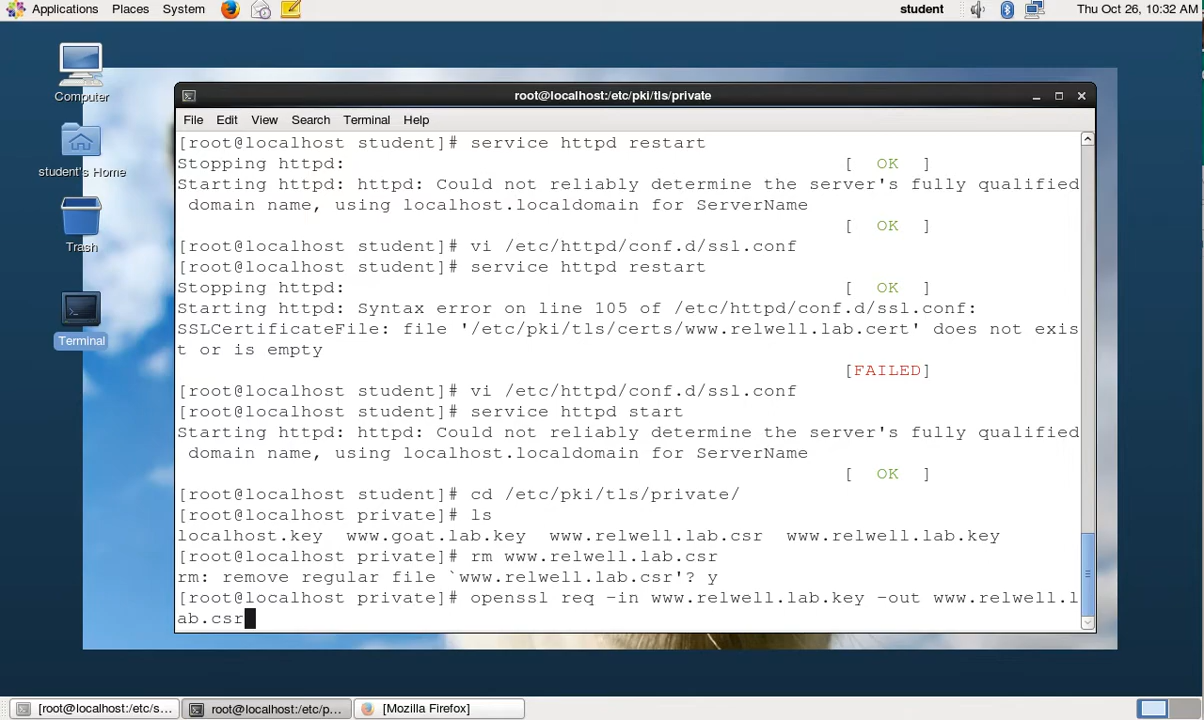 Applications Places System
student
Thu Oct 26, 10:32 AM
Computer
student's Home
Trash
Terminal
root@localhost:/etc/pki/tls/private
File Edit View Search Terminal Help
[root@localhost student]# service httpd restart
Stopping httpd: [ OK ]
Starting httpd: httpd: Could not reliably determine the server's fully qualified
domain name, using localhost.localdomain for ServerName
[ OK ]
[root@localhost student]# vi /etc/httpd/conf.d/ssl.conf
[root@localhost student]# service httpd restart
Stopping httpd: [ OK ]
Starting httpd: Syntax error on line 105 of /etc/httpd/conf.d/ssl.conf:
SSLCertificateFile: file '/etc/pki/tls/certs/www.relwell.lab.cert' does not exis
t or is empty
[FAILED]
[root@localhost student]# vi /etc/httpd/conf.d/ssl.conf
[root@localhost student]# service httpd start
Starting httpd: httpd: Could not reliably determine the server's fully qualified
domain name, using localhost.localdomain for ServerName
[ OK ]
[root@localhost student]# cd /etc/pki/tls/private/
[root@localhost private]# ls
localhost.key www.goat.lab.key www.relwell.lab.csr www.relwell.lab.key
[root@localhost private]# rm www.relwell.lab.csr
rm: remove regular file `www.relwell.lab.csr'? y
[root@localhost private]# openssl req -in www.relwell.lab.key -out www.relwell.l
ab.csr
[root@localhost:/etc/s...
root@localhost:/etc/p...
[Mozilla Firefox]